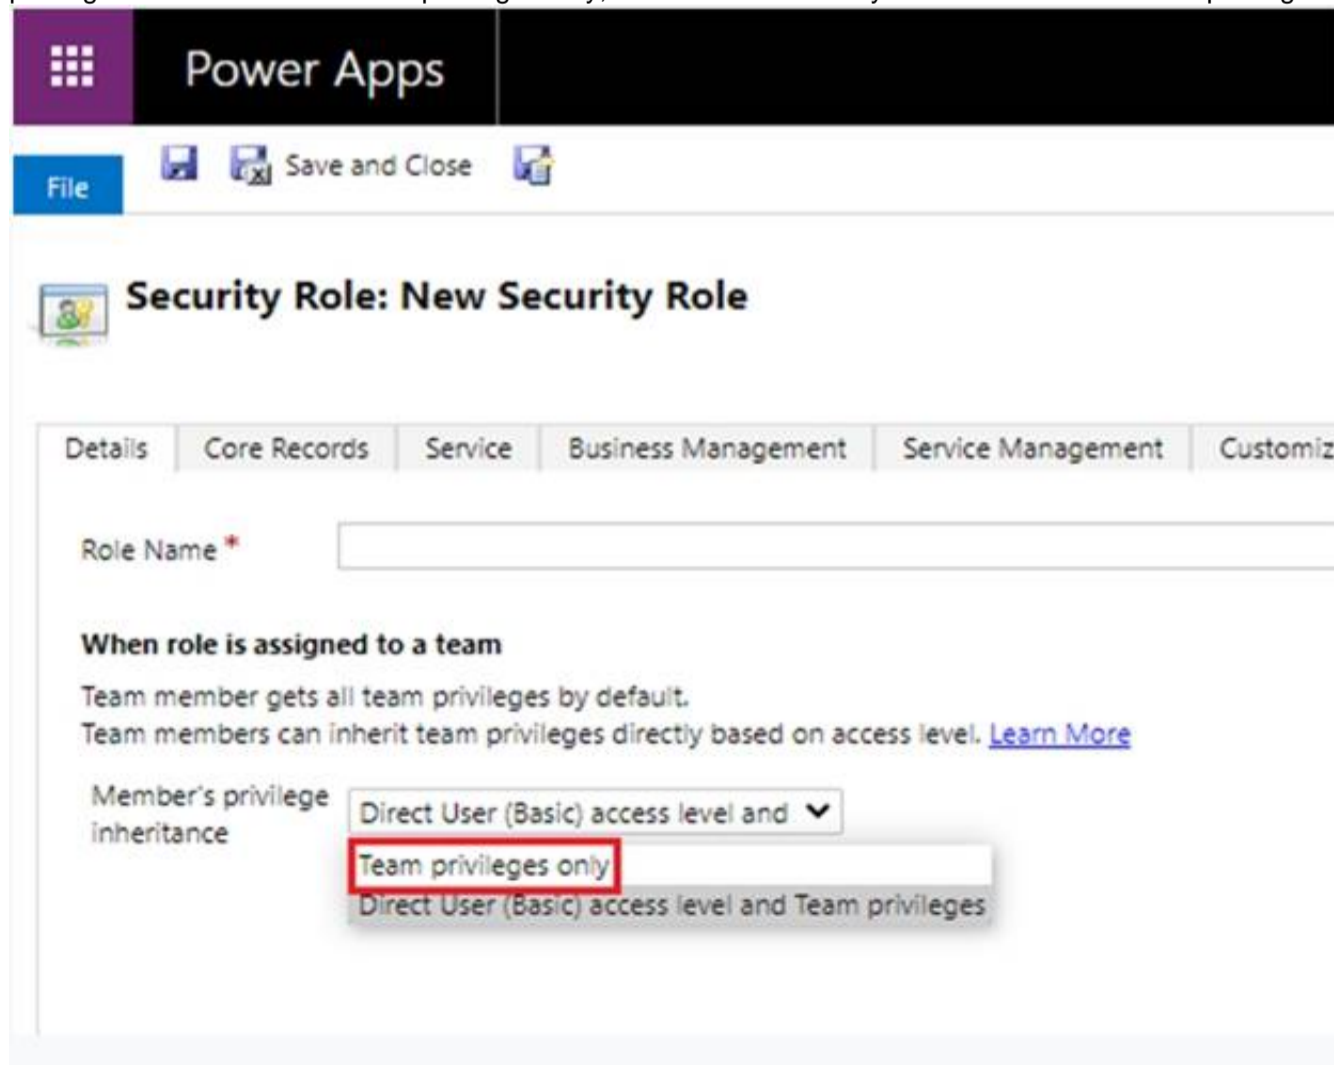 Power Apps
File
Save and Close
Security Role: New Security Role
Details Core Records Service Business Management Service Management Customiz
Role Name *
When role is assigned to a team
Team member gets all team privileges by default.
Team members can inherit team privileges directly based on access level. Learn More
Member's privilege
inheritance
Direct User (Basic) access level and
Team privileges only
Direct User (Basic) access level and Team privileges